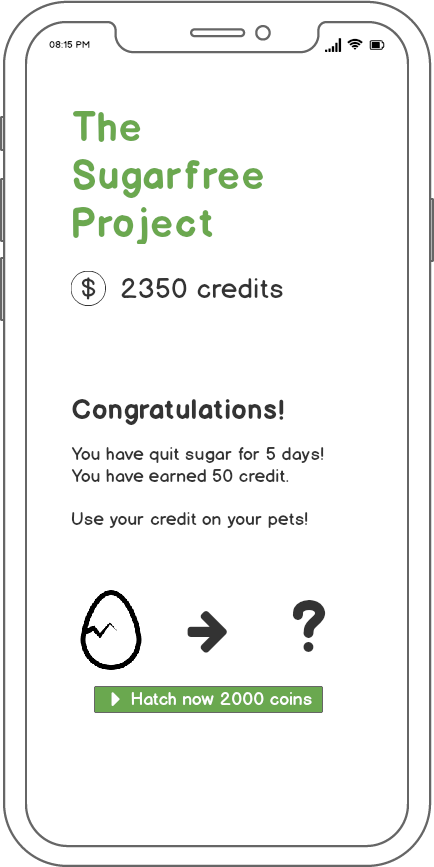 08:15 PM
The
Sugarfree
Project
$ 2350 credits
Congratulations!
You have quit sugar for 5 days!
You have earned 50 credit.
Use your credit on your pets!
?
Hatch now 2000 coins